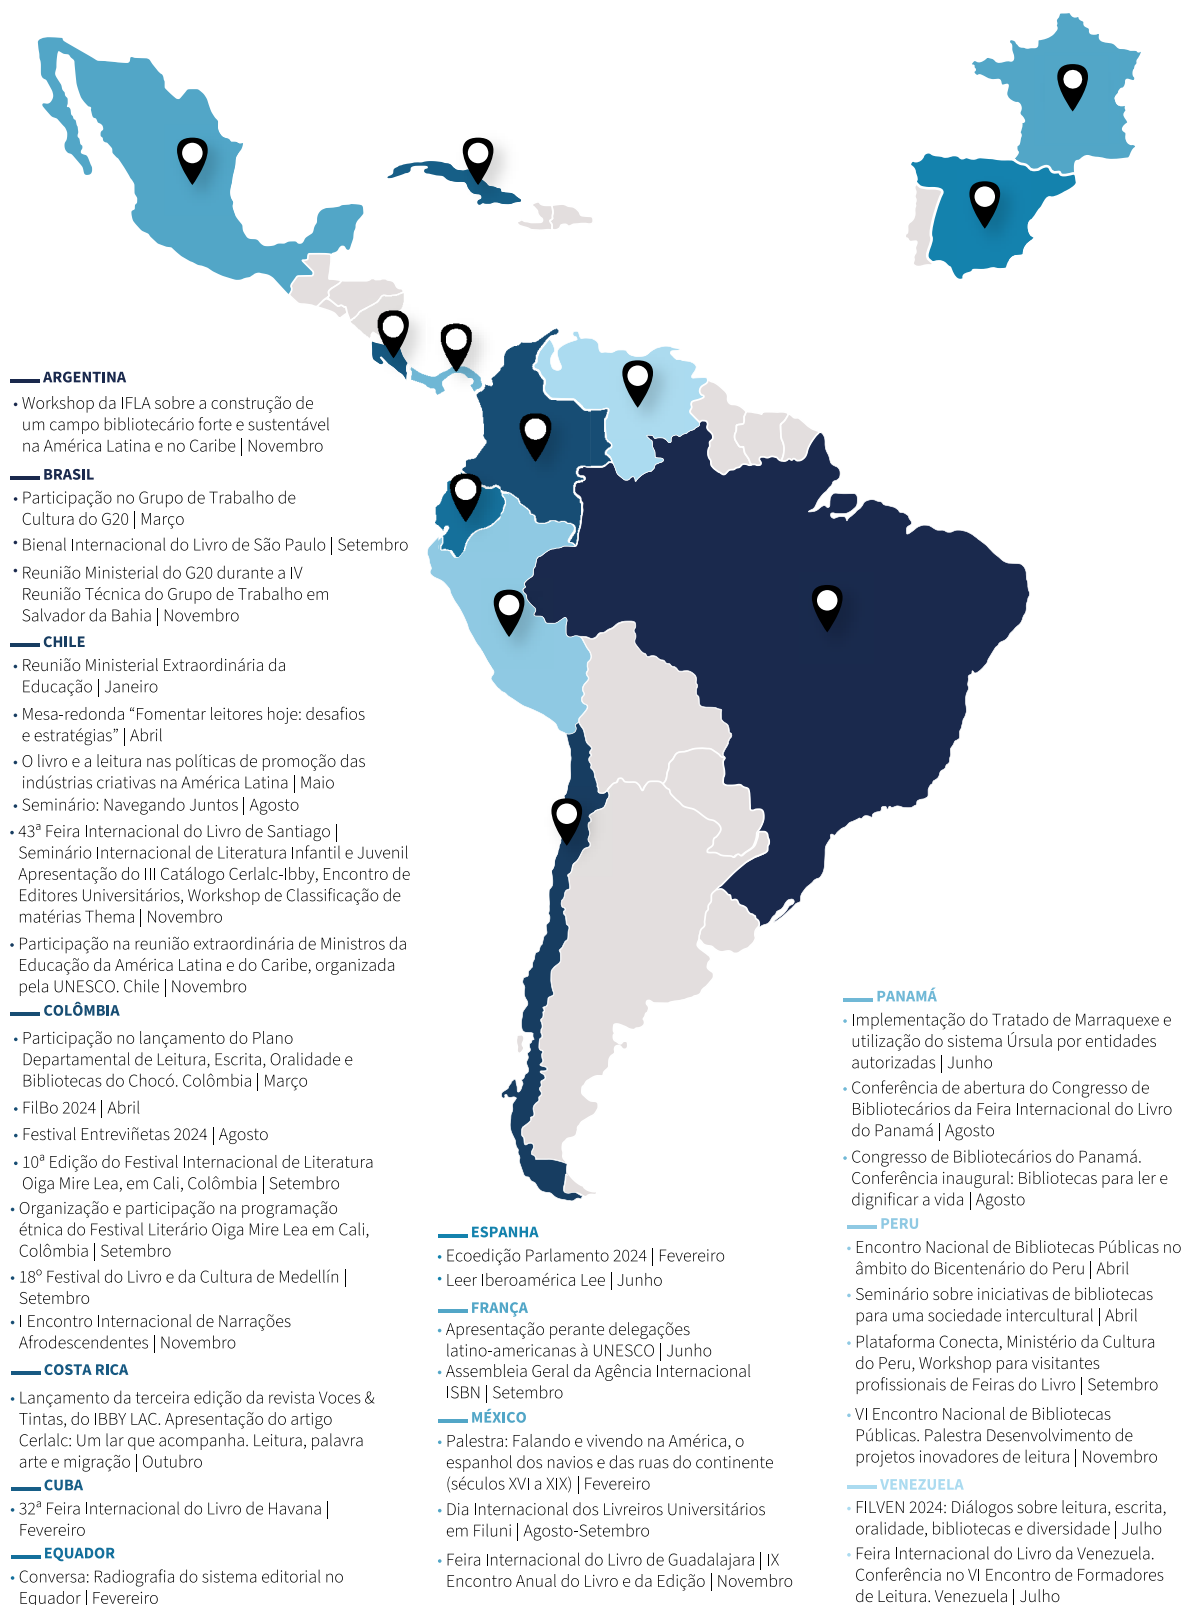 ARGENTINA
• Workshop da IFLA sobre a construção de
um campo bibliotecário forte e sustentável
na América Latina e no Caribe | Novembro
BRASIL
• Participação no Grupo de Trabalho de
Cultura do G20 | Março
• Bienal Internacional do Livro de São Paulo | Setembro
• Reunião Ministerial do G20 durante a IV
Reunião Técnica do Grupo de Trabalho em
Salvador da Bahia | Novembro
CHILE
• Reunião Ministerial Extraordinária da
Educação | Janeiro
• Mesa-redonda “Fomentar leitores hoje: desafios
e estratégias” | Abril
• O livro e a leitura nas políticas de promoção das
indústrias criativas na América Latina | Maio
• Seminário: Navegando Juntos | Agosto
• 43ª Feira Internacional do Livro de Santiago |
Seminário Internacional de Literatura Infantil e Juvenil
Apresentação do III Catálogo Cerlalc-Ibby, Encontro de
Editores Universitários, Workshop de Classificação de
matérias Thema | Novembro
• Participação na reunião extraordinária de Ministros da
Educação da América Latina e do Caribe, organizada
pela UNESCO. Chile | Novembro
COLÔMBIA
• Participação no lançamento do Plano
Departamental de Leitura, Escrita, Oralidade e
Bibliotecas do Chocó. Colômbia | Março
• FilBo 2024 | Abril
• Festival Entreviñetas 2024 | Agosto
• 10ª Edição do Festival Internacional de Literatura
Oiga Mire Lea, em Cali, Colômbia | Setembro
• Organização e participação na programação
étnica do Festival Literário Oiga Mire Lea em Cali,
Colômbia | Setembro
• 18º Festival do Livro e da Cultura de Medellín |
Setembro
• I Encontro Internacional de Narrações
Afrodescendentes | Novembro
COSTA RICA
• Lançamento da terceira edição da revista Voces &
Tintas, do IBBY LAC. Apresentação do artigo
Cerlalc: Um lar que acompanha. Leitura, palavra
arte e migração | Outubro
CUBA
• 32ª Feira Internacional do Livro de Havana |
Fevereiro
EQUADOR
• Conversa: Radiografia do sistema editorial no
Equador | Fevereiro
ESPANHA
• Ecoedição Parlamento 2024 | Fevereiro
• Leer Iberoamérica Lee | Junho
FRANÇA
• Apresentação perante delegações
latino-americanas à UNESCO | Junho
• Assembleia Geral da Agência Internacional
ISBN | Setembro
MÉXICO
• Palestra: Falando e vivendo na América, o
espanhol dos navios e das ruas do continente
(séculos XVI a XIX) | Fevereiro
• Dia Internacional dos Livreiros Universitários
em Filuni | Agosto-Setembro
• Feira Internacional do Livro de Guadalajara | IX
Encontro Anual do Livro e da Edição | Novembro
PANAMÁ
• Implementação do Tratado de Marraquexe e
utilização do sistema Úrsula por entidades
autorizadas | Junho
• Conferência de abertura do Congresso de
Bibliotecários da Feira Internacional do Livro
do Panamá | Agosto
• Congresso de Bibliotecários do Panamá.
Conferência inaugural: Bibliotecas para ler e
dignificar a vida | Agosto
PERU
• Encontro Nacional de Bibliotecas Públicas no
âmbito do Bicentenário do Peru | Abril
• Seminário sobre iniciativas de bibliotecas
para uma sociedade intercultural | Abril
• Plataforma Conecta, Ministério da Cultura
do Peru, Workshop para visitantes
profissionais de Feiras do Livro | Setembro
• VI Encontro Nacional de Bibliotecas
Públicas. Palestra Desenvolvimento de
projetos inovadores de leitura | Novembro
VENEZUELA
• FILVEN 2024: Diálogos sobre leitura, escrita,
oralidade, bibliotecas e diversidade | Julho
• Feira Internacional do Livro da Venezuela.
Conferência no VI Encontro de Formadores
de Leitura. Venezuela | Julho